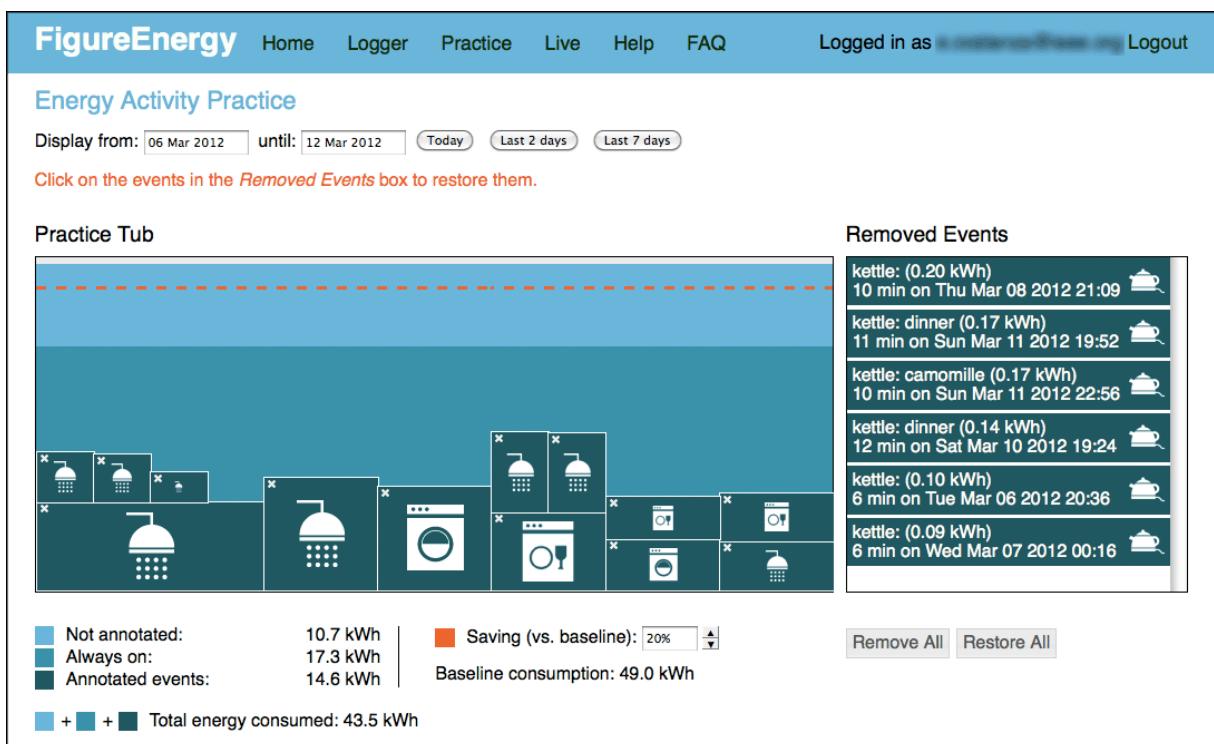 FigureEnergy Home Logger Practice Live Help FAQ Logged in as Logout
Energy Activity Practice
Display from: 06 Mar 2012 until: 12 Mar 2012 Today Last 2 days Last 7 days
Click on the events in the Removed Events box to restore them.
Practice Tub
Removed Events
kettle: (0.20 kWh)
10 min on Thu Mar 08 2012 21:09
kettle: dinner (0.17 kWh)
11 min on Sun Mar 11 2012 19:52
kettle: camomille (0.17 kWh)
10 min on Sun Mar 11 2012 22:56
kettle: dinner (0.14 kWh)
12 min on Sat Mar 10 2012 19:24
kettle: (0.10 kWh)
6 min on Tue Mar 06 2012 20:36
kettle: (0.09 kWh)
6 min on Wed Mar 07 2012 00:16
Not annotated: 10.7 kWh
Always on: 17.3 kWh
Annotated events: 14.6 kWh
Saving (vs. baseline): 20%
Baseline consumption: 49.0 kWh
Remove All Restore All
+ + Total energy consumed: 43.5 kWh